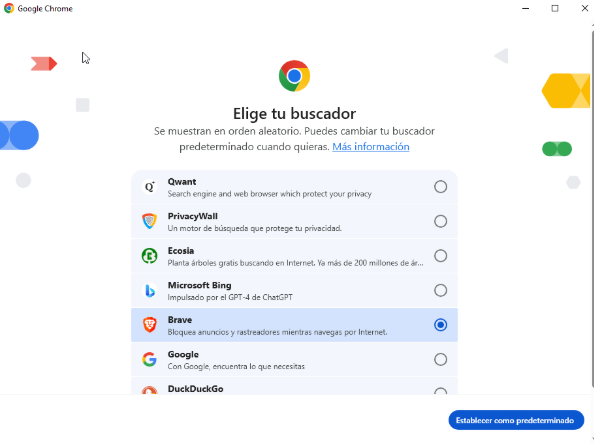 Google Chrome
Elige tu buscador
Se muestran en orden aleatorio. Puedes cambiar tu buscador
predeterminado cuando quieras. Más información
Qwant
Search engine and web browser which protect your privacy
PrivacyWall
Un motor de búsqueda que protege tu privacidad.
Ecosia
Planta árboles gratis buscando en Internet. Ya más de 200 millones de ár...
Microsoft Bing
Impulsado por el GPT-4 de ChatGPT
Brave
Bloquea anuncios y rastreadores mientras navegas por Internet.
Google
Con Google, encuentra lo que necesitas
DuckDuckGo
Establecer como predeterminado